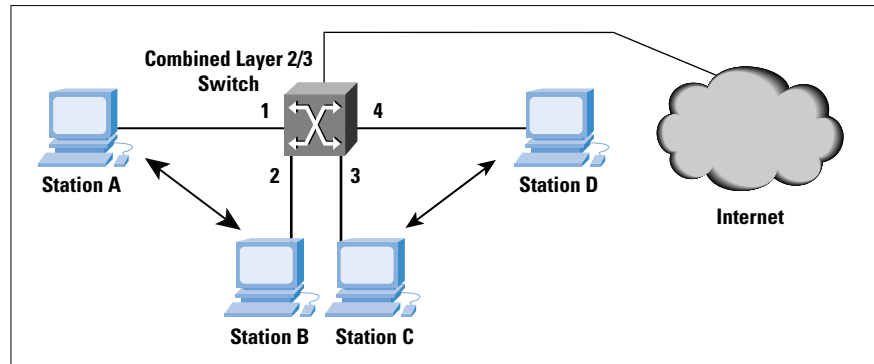 Combined Layer 2/3
Switch
1
4
Station A
2
3
Station D
Internet
Station B
Station C